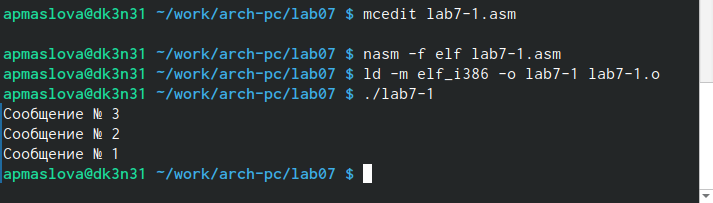 apmaslova@dk3n31 ~/work/arch-pc/lab07 $ mcedit lab7-1.asm
apmaslova@dk3n31 ~/work/arch-pc/lab07 $ nasm -f elf lab7-1.asm
apmaslova@dk3n31 ~/work/arch-pc/lab07 $ ld -m elf_i386 -o lab7-1 lab7-1.o
apmaslova@dk3n31 ~/work/arch-pc/lab07 $ ./lab7-1
Сообщение № 3
Сообщение № 2
Сообщение № 1
apmaslova@dk3n31 ~/work/arch-pc/lab07 $